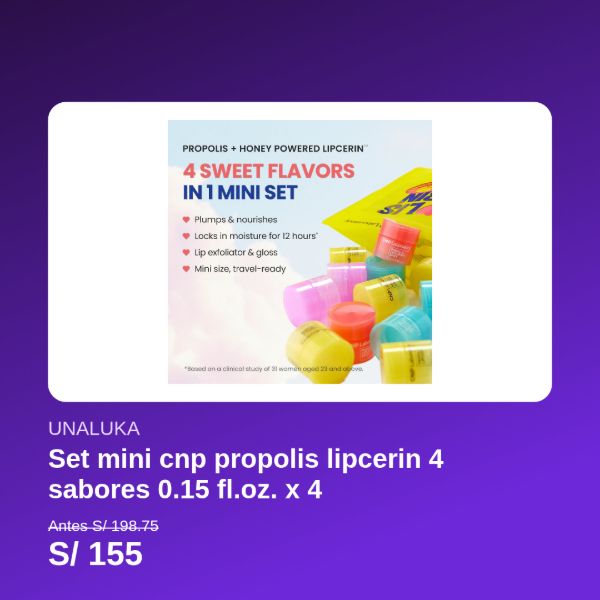 PROPOLIS + HONEY POWERED LIPCERIN™
4 SWEET FLAVORS
IN 1 MINI SET
Plumps & nourishes
Locks in moisture for 12 hours*
Lip exfoliator & gloss
Mini size, travel-ready
*Based on a clinical study of 31 women aged 23 and above.
UNALUKA
Set mini cnp propolis lipcerin 4
sabores 0.15 fl.oz. x 4
Antes S/ 198.75
S/ 155